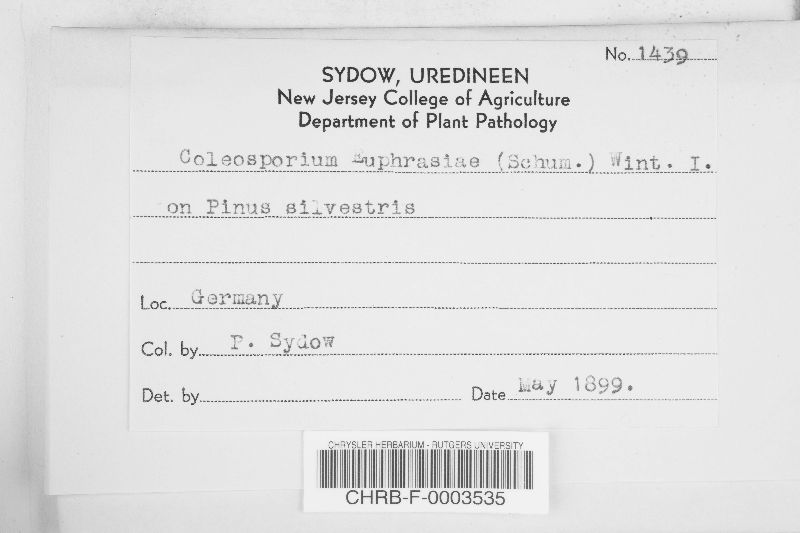 No. 1439
SYDOW, UREDINEEN
New Jersey College of Agriculture
Department of Plant Pathology
Coleosporium Euphrasiae (Schum.) Wint. I.
on Pinus silvestris
Loc. Germany
Col. by P. Sydow
Det. by
Date May 1899.
CHRYSLER HERBARIUM - RUTGERS UNIVERSITY
CHRB-F-0003535